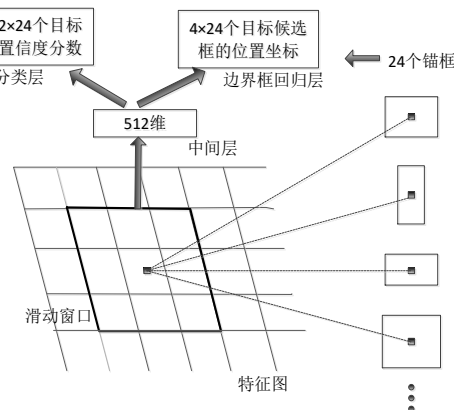 2×24个目标
置信度分数
分类层
4×24个目标候选
框的位置坐标
边界框回归层
24个锚框
512维
中间层
滑动窗口
特征图